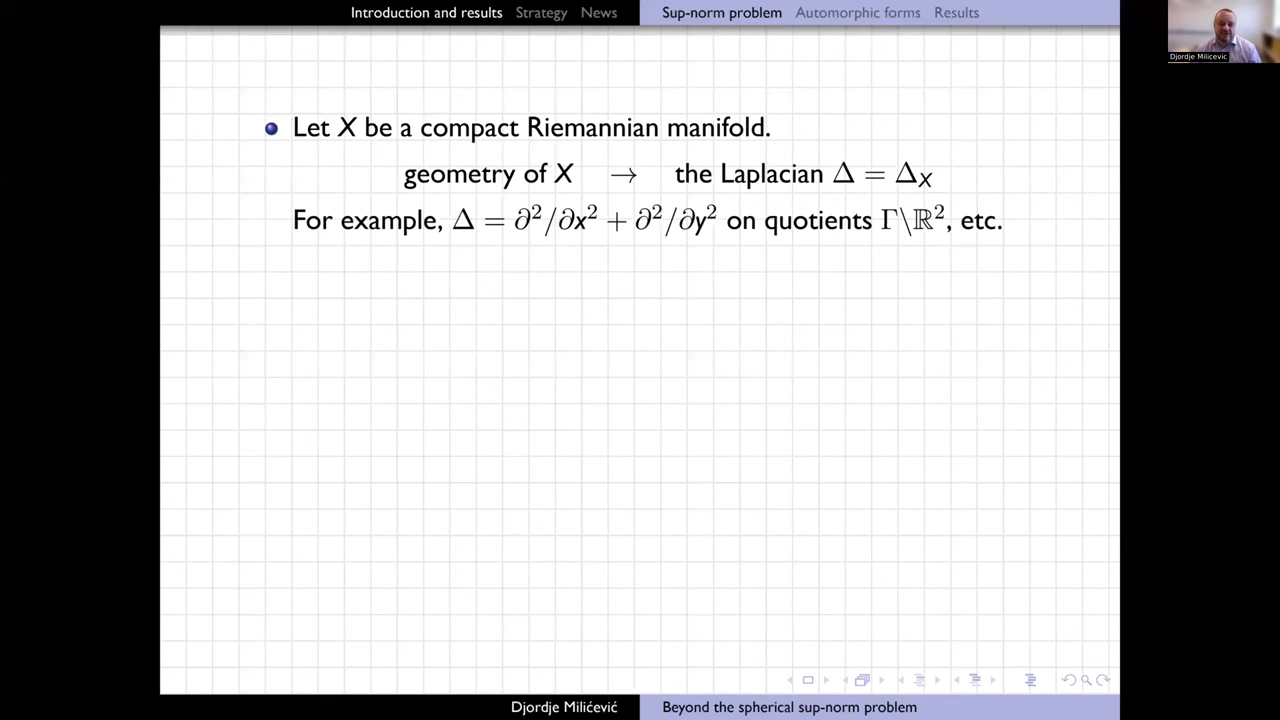 Introduction and results Strategy News Sup-norm problem Automorphic forms Results
Djordje Milicevic
Let X be a compact Riemannian manifold.
geometry of X → the Laplacian Δ = Δ_X
For example, Δ = ∂²/∂x² + ∂²/∂y² on quotients Γ\ℝ², etc.
Djordje Milićević Beyond the spherical sup-norm problem